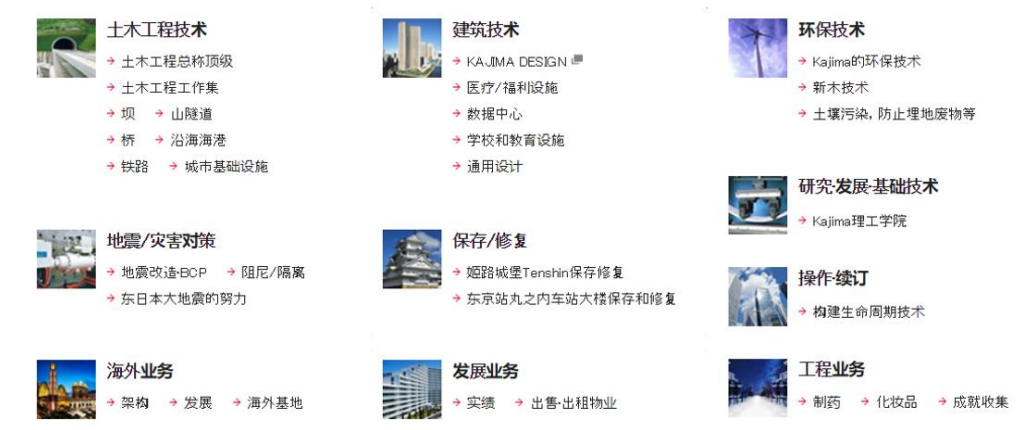 土木工程技术
土木工程总称顶级
土木工程工作集
坝 山隧道
桥 沿海海港
铁路 城市基础设施
建筑技术
KAJIMA DESIGN
医疗/福利设施
数据中心
学校和教育设施
通用设计
环保技术
Kajima的环保技术
新木技术
土壤污染, 防止埋地废物等
研究·发展·基础技术
Kajima理工学院
地震/灾害对策
地震改造·BCP 阻尼/隔离
东日本大地震的努力
保存/修复
姬路城堡Tenshin保存修复
东京站丸之内车站大楼保存和修复
操作·续订
构建生命周期技术
海外业务
架构 发展 海外基地
发展业务
实绩 出售·出租物业
工程业务
制药 化妆品 成就收集